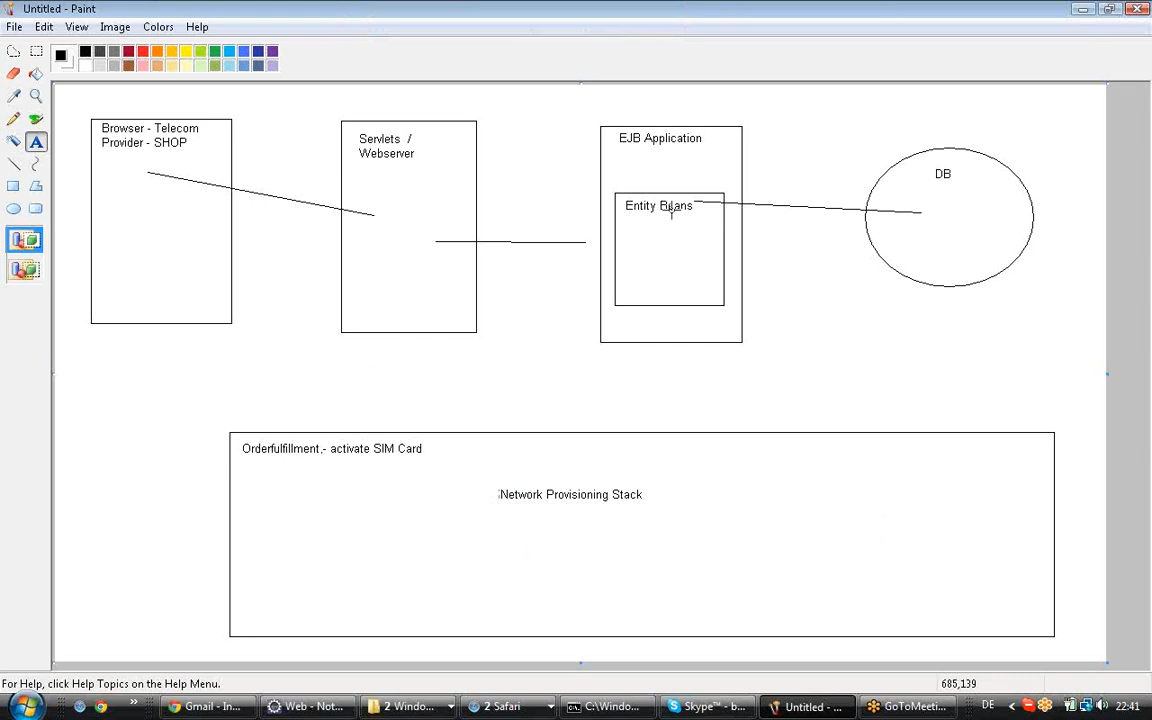 Untitled - Paint
File Edit View Image Colors Help
Browser - Telecom
Provider - SHOP
Servlets /
Webserver
EJB Application
Entity Beans
DB
Orderfulfillment,- activate SIM Card
Network Provisioning Stack
For Help, click Help Topics on the Help Menu.
685,139
Gmail - In...
Web - Not...
2 Windo...
2 Safari
C:\Windo...
Skype™ - b...
Untitled - ...
GoToMeeti...
DE
22:41